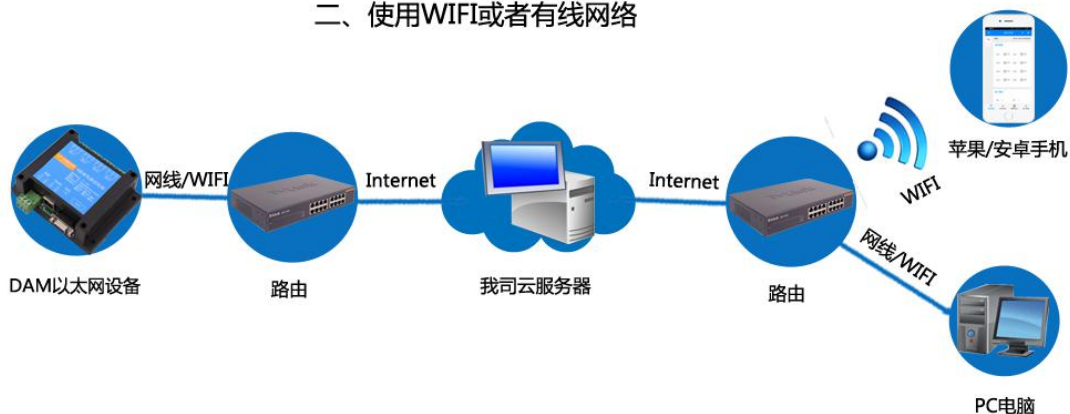 二、使用WIFI或者有线网络
苹果/安卓手机
网线/WIFI
Internet
Internet
WIFI
网线/WIFI
DAM以太网设备
路由
我司云服务器
路由
PC电脑